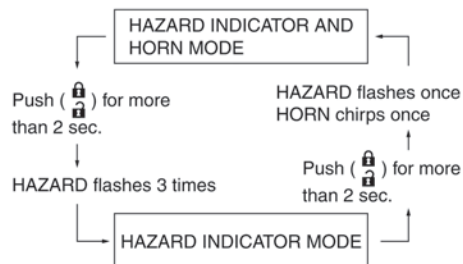 HAZARD INDICATOR AND
HORN MODE
Push ( ) for more
than 2 sec.
HAZARD flashes 3 times
HAZARD INDICATOR MODE
Push ( ) for more
than 2 sec.
HAZARD flashes once
HORN chirps once